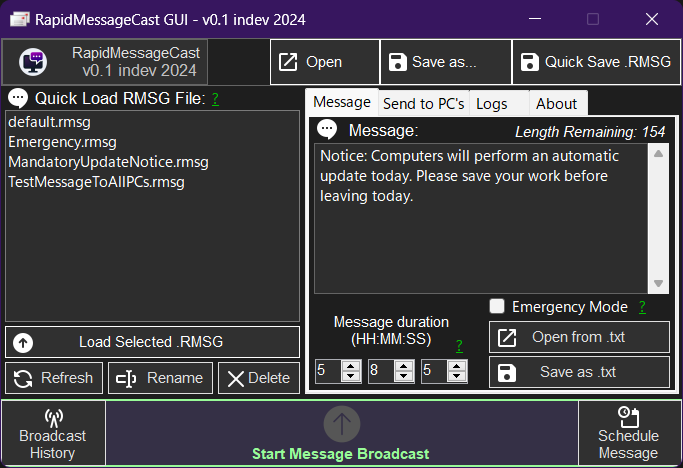 RapidMessageCast GUI - v0.1 indev 2024
RapidMessageCast
v0.1 indev 2024
Open
Save as...
Quick Save .RMSG
Quick Load RMSG File: ?
default.rmsg
Emergency.rmsg
MandatoryUpdateNotice.rmsg
TestMessageToAllPCs.rmsg
Load Selected .RMSG
Refresh
Rename
Delete
Message
Send to PC's
Logs
About
Message:
Length Remaining: 154
Notice: Computers will perform an automatic
update today. Please save your work before
leaving today.
Emergency Mode ?
Message duration
(HH:MM:SS)
?
5
8
5
Open from .txt
Save as .txt
Broadcast
History
Start Message Broadcast
Schedule
Message